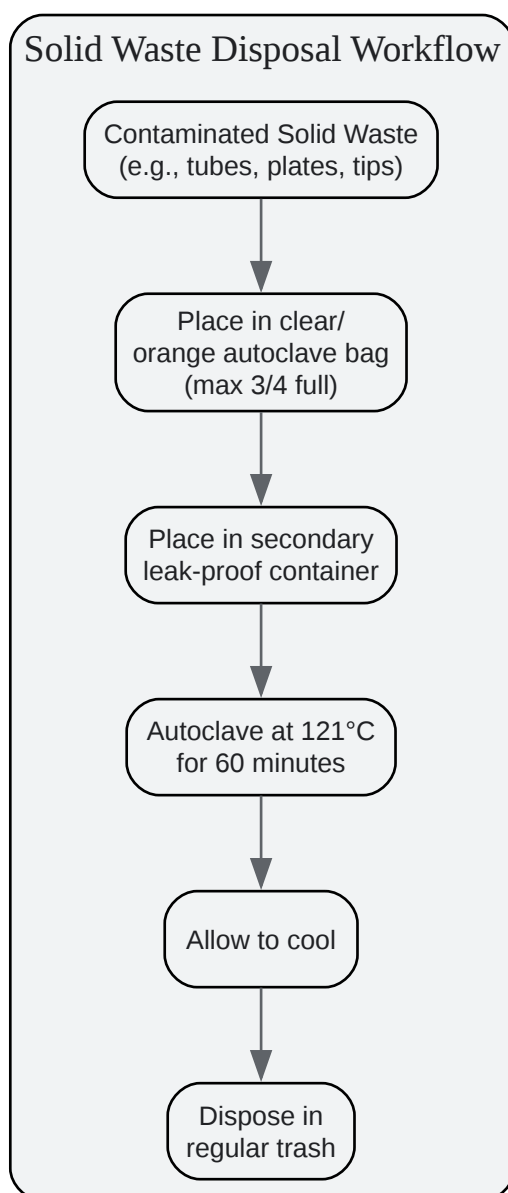 Solid Waste Disposal Workflow
Contaminated Solid Waste
(e.g., tubes, plates, tips)
Place in clear/
orange autoclave bag
(max 3/4 full)
Place in secondary
leak-proof container
Autoclave at 121°C
for 60 minutes
Allow to cool
Dispose in
regular trash